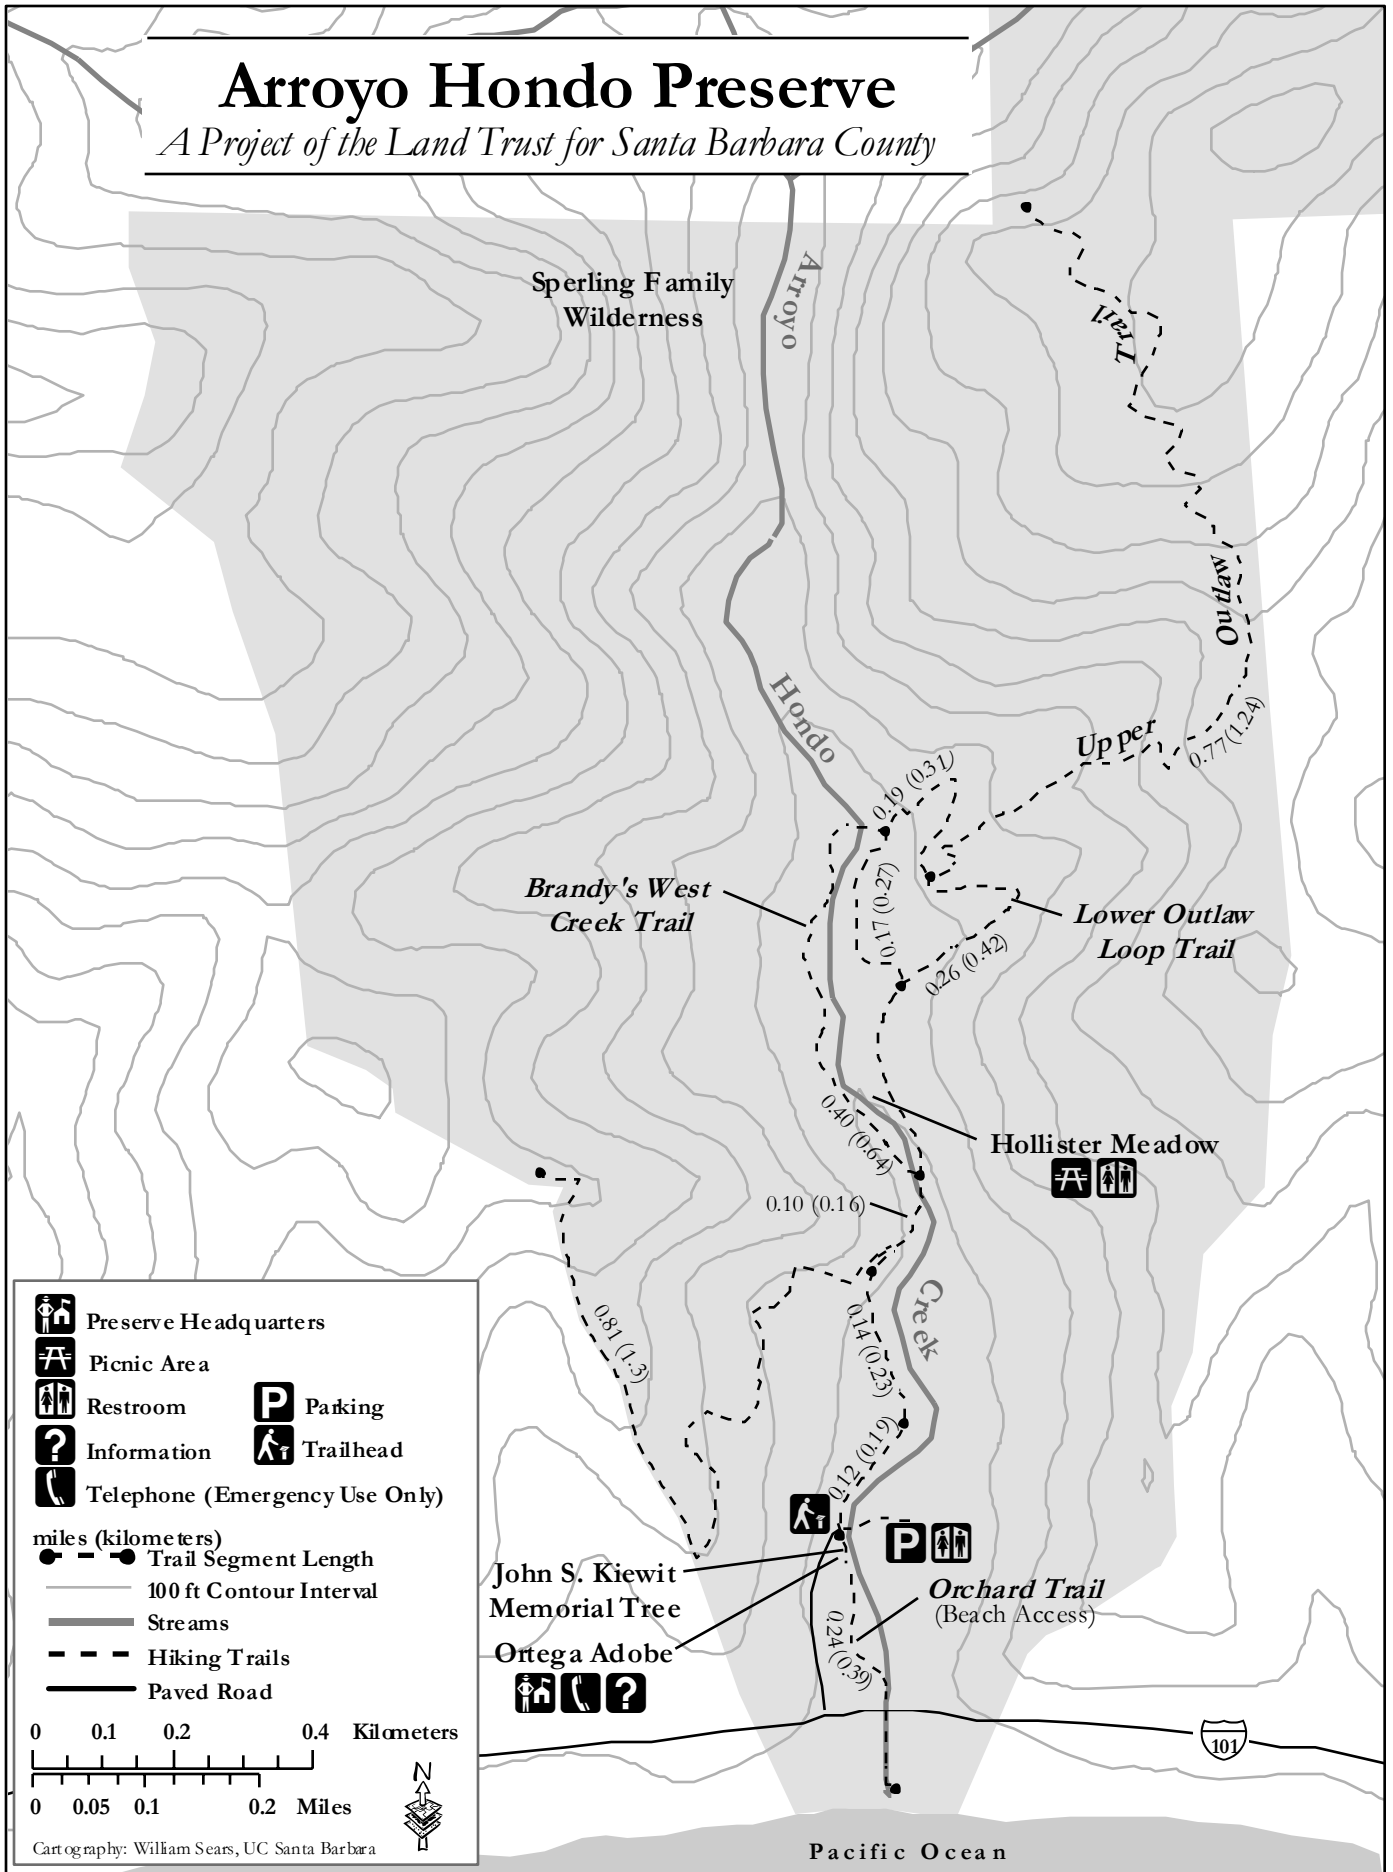 Arroyo Hondo Preserve
A Project of the Land Trust for Santa Barbara County
Sperling Family
Wilderness
Arroyo
Trail
Outlaw
Hondo
Upper
0.77(1.24)
0.19 (0.31)
Brandy's West
Creek Trail
0.17 (0.27)
Lower Outlaw
Loop Trail
0.26 (0.42)
0.40 (0.64)
Hollister Meadow
0.10 (0.16)
Creek
0.81 (1.3)
0.14 (0.23)
0.12 (0.19)
P
John S. Kiewit
Memorial Tree
Orchard Trail
(Beach Access)
Ortega Adobe
?
0.24(0.39)
101
Pacific Ocean
Preserve Headquarters
Picnic Area
Restroom
P Parking
? Information
Trailhead
Telephone (Emergency Use Only)
miles (kilometers)
Trail Segment Length
100 ft Contour Interval
Streams
Hiking Trails
Paved Road
0 0.1 0.2 0.4 Kilometers
N
0 0.05 0.1 0.2 Miles
Cartography: William Sears, UC Santa Barbara